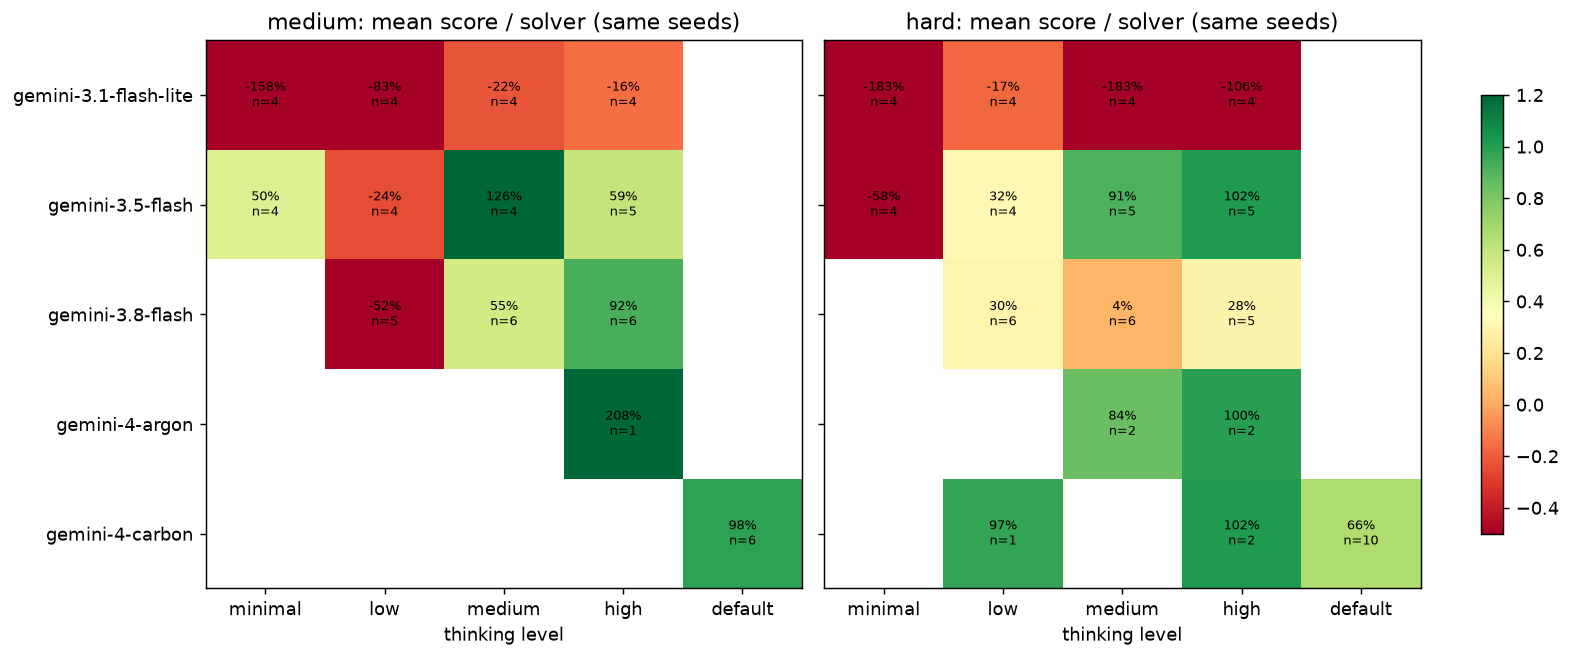 medium: mean score / solver (same seeds)
hard: mean score / solver (same seeds)
gemini-3.1-flash-lite
-158%
n=4
-83%
n=4
-22%
n=4
-16%
n=4
-183%
n=4
-17%
n=4
-183%
n=4
-106%
n=4
gemini-3.5-flash
50%
n=4
-24%
n=4
126%
n=4
59%
n=5
-58%
n=4
32%
n=4
91%
n=5
102%
n=5
gemini-3.8-flash
-52%
n=5
55%
n=6
92%
n=6
30%
n=6
4%
n=6
28%
n=5
gemini-4-argon
208%
n=1
84%
n=2
100%
n=2
gemini-4-carbon
98%
n=6
97%
n=1
102%
n=2
66%
n=10
minimal
low
medium
high
default
thinking level
minimal
low
medium
high
default
thinking level
1.2
1.0
0.8
0.6
0.4
0.2
0.0
−0.2
−0.4